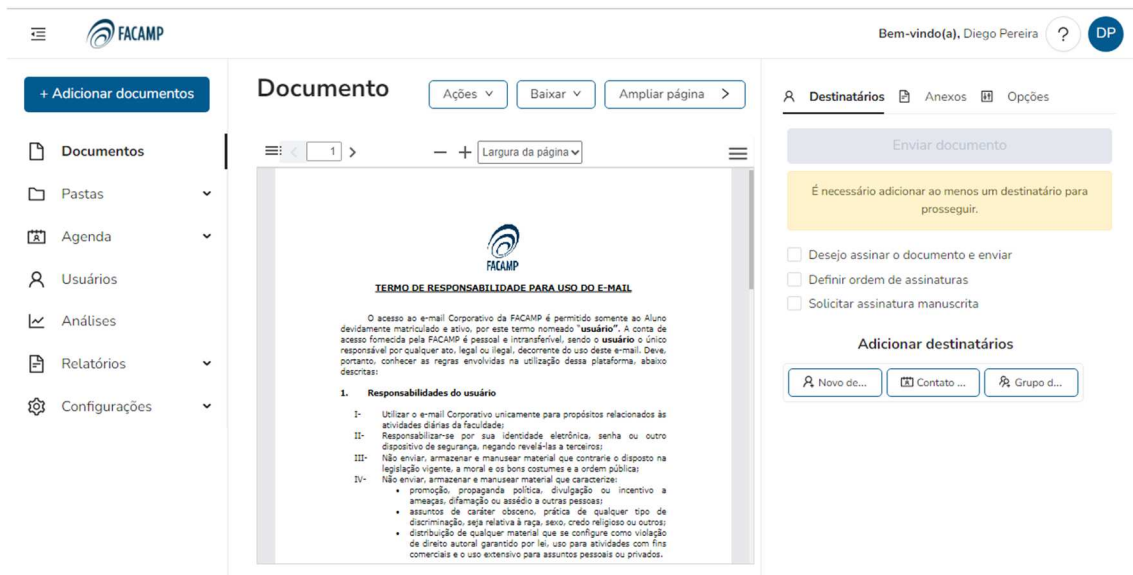 FACAMP
Bem-vindo(a), Diego Pereira
?
DP
+ Adicionar documentos
Documentos
Pastas
Agenda
Usuários
Análises
Relatórios
Configurações
Documento
Ações
Baixar
Ampliar página
1
Largura da página
FACAMP
TERMO DE RESPONSABILIDADE PARA USO DO E-MAIL
O acesso ao e-mail Corporativo da FACAMP é permitido somente ao Aluno
devidamente matriculado e ativo, por este termo nomeado "usuário". A conta de
acesso fornecida pela FACAMP é pessoal e intransferível, sendo o usuário o único
responsável por qualquer ato, legal ou ilegal, decorrente do uso deste e-mail. Deve,
portanto, conhecer as regras envolvidas na utilização dessa plataforma, abaixo
descritas:
1. Responsabilidades do usuário
I- Utilizar o e-mail Corporativo unicamente para propósitos relacionados às
atividades diárias da faculdade;
II- Responsabilizar-se por sua identidade eletrônica, senha ou outro
dispositivo de segurança, negando revelá-las a terceiros;
III- Não enviar, armazenar e manusear material que contrarie o disposto na
legislação vigente, a moral e os bons costumes e a ordem pública;
IV- Não enviar, armazenar e manusear material que caracterize:
• promoção, propaganda política, divulgação ou incentivo a
ameaças, difamação ou assédio a outras pessoas;
• assuntos de caráter obsceno, prática de qualquer tipo de
discriminação, seja relativa à raça, sexo, credo religioso ou outros;
• distribuição de qualquer material que se configure como violação
de direito autoral garantido por lei, uso para atividades com fins
comerciais e o uso extensivo para assuntos pessoais ou privados.
Destinatários
Anexos
Opções
Enviar documento
É necessário adicionar ao menos um destinatário para
prosseguir.
Desejo assinar o documento e enviar
Definir ordem de assinaturas
Solicitar assinatura manuscrita
Adicionar destinatários
Novo de...
Contato ...
Grupo d...